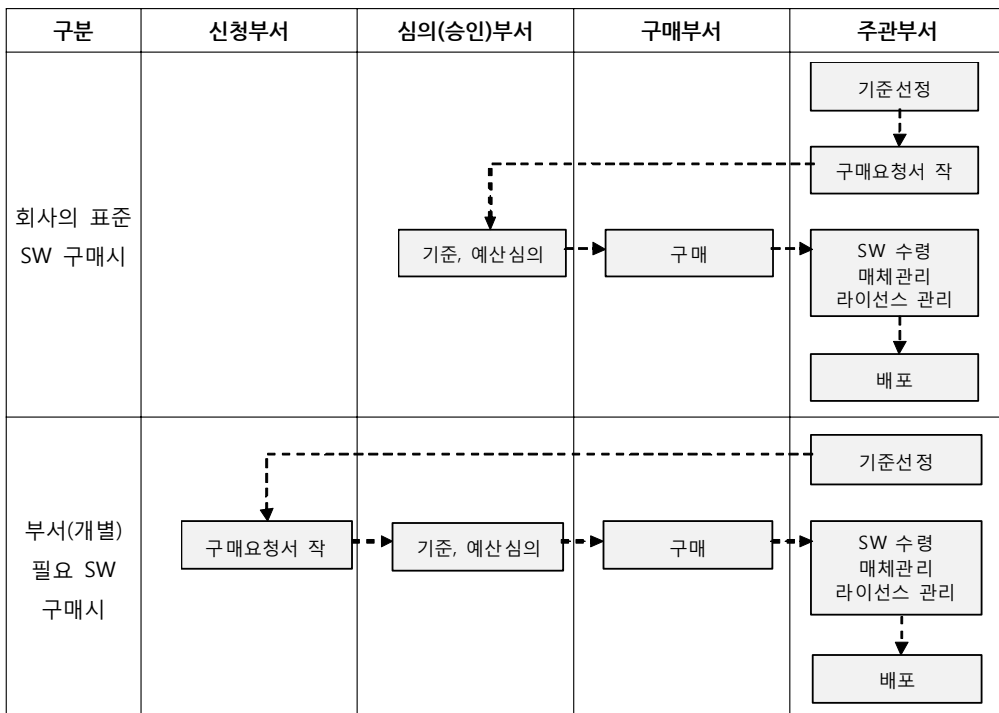 구분 신청부서 심의(승인)부서 구매부서 주관부서
회사의 표준
SW 구매시
기준선정
구매요청서 작
기준, 예산심의
구매
SW 수령
매체관리
라이선스 관리
배포
부서(개별)
필요 SW
구매시
기준선정
구매요청서 작
기준, 예산심의
구매
SW 수령
매체관리
라이선스 관리
배포